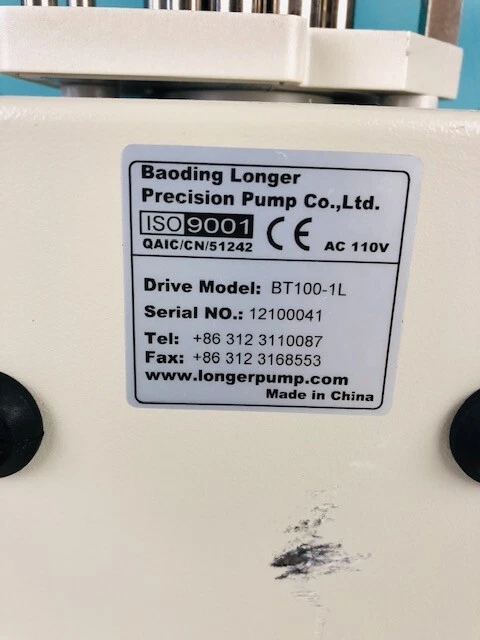 Baoding Longer
Precision Pump Co.,Ltd.
ISO 9001
QAIC/CN/51242
CE
AC 110V
Drive Model: BT100-1L
Serial NO.: 12100041
Tel: +86 312 3110087
Fax: +86 312 3168553
www.longerpump.com
Made in China